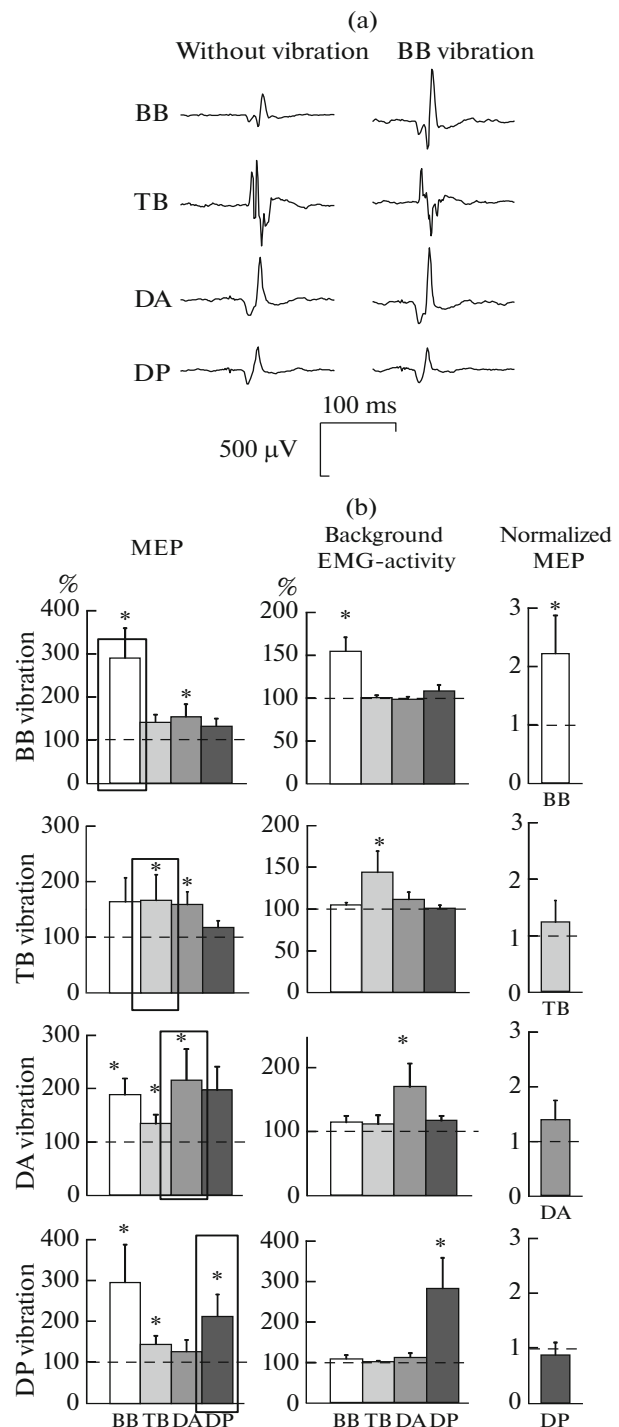 (a)
Without vibration BB vibration
BB
TB
DA
DP
100 ms
500 µV
(b)
MEP
Background
EMG-activity
Normalized
MEP
% %
BB vibration
400
300
200
100
0
*
*
200
150
100
50
0
*
3
2
1
0
*
BB
TB vibration
300
200
100
0
* *
200
150
100
50
0
*
3
2
1
0
TB
DA vibration
300
200
100
0
* * *
200
100
0
*
3
2
1
0
DA
DP vibration
400
300
200
100
0
* * *
BB TB DA DP
400
300
200
100
0
*
BB TB DA DP
3
2
1
0
DP